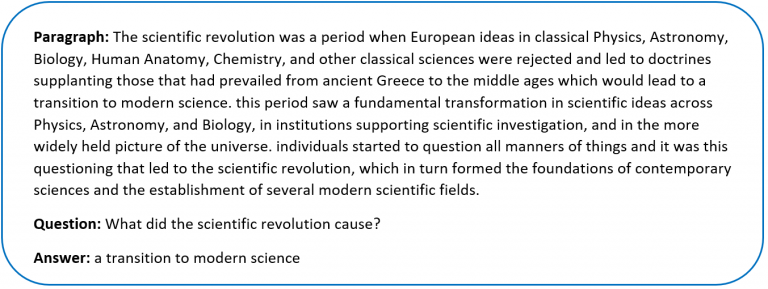 Paragraph: The scientific revolution was a period when European ideas in classical Physics, Astronomy,
Biology, Human Anatomy, Chemistry, and other classical sciences were rejected and led to doctrines
supplanting those that had prevailed from ancient Greece to the middle ages which would lead to a
transition to modern science. this period saw a fundamental transformation in scientific ideas across
Physics, Astronomy, and Biology, in institutions supporting scientific investigation, and in the more
widely held picture of the universe. individuals started to question all manners of things and it was this
questioning that led to the scientific revolution, which in turn formed the foundations of contemporary
sciences and the establishment of several modern scientific fields.
Question: What did the scientific revolution cause?
Answer: a transition to modern science